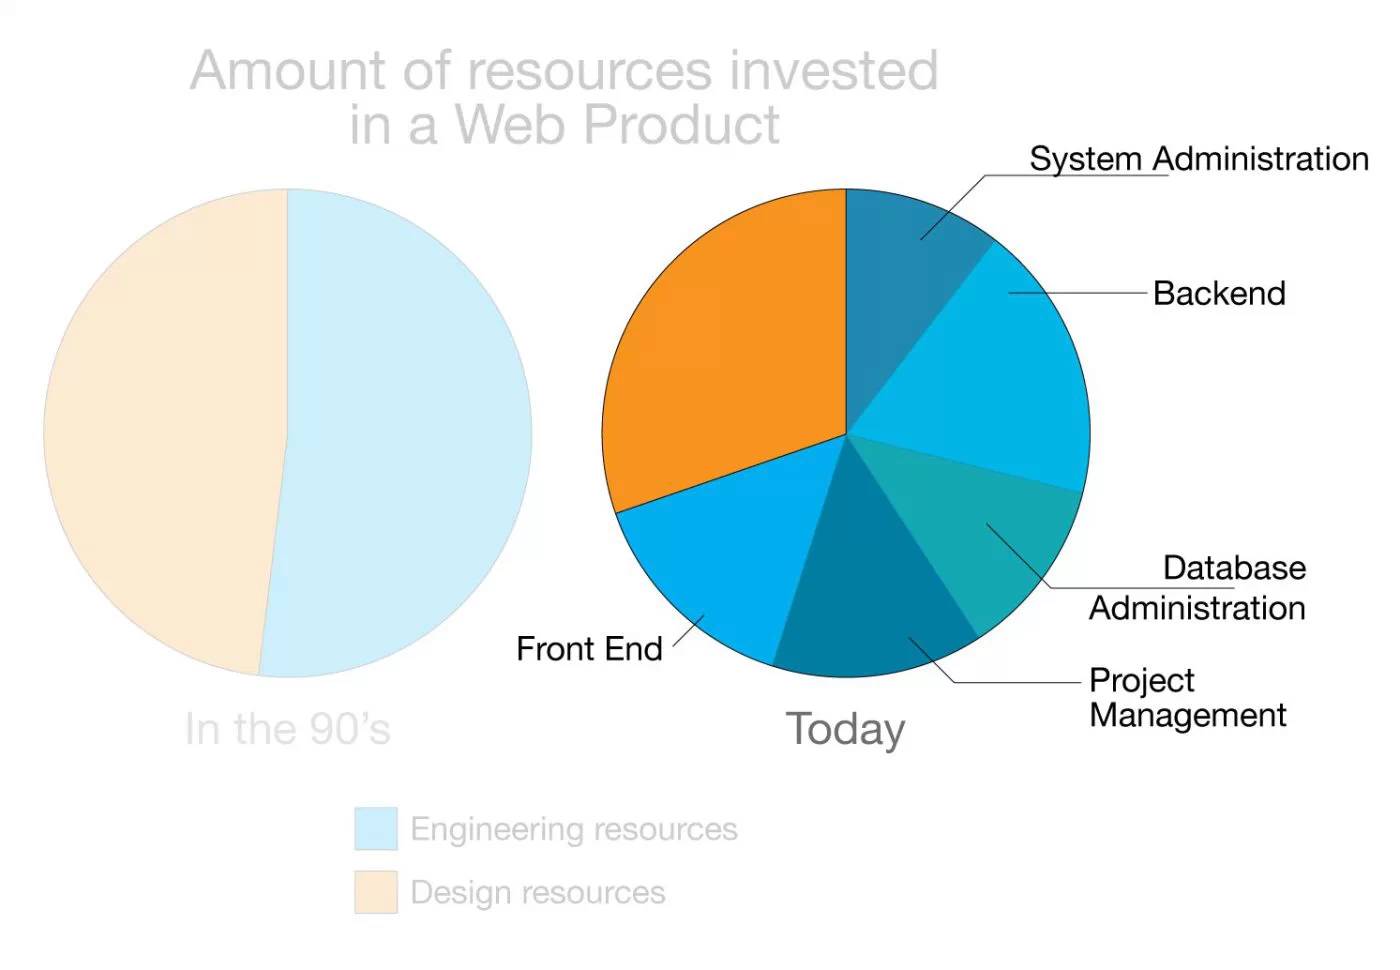 Amount of resources invested
in a Web Product
System Administration
Backend
Database
Administration
Front End
Project
Management
In the 90’s
Today
Engineering resources
Design resources